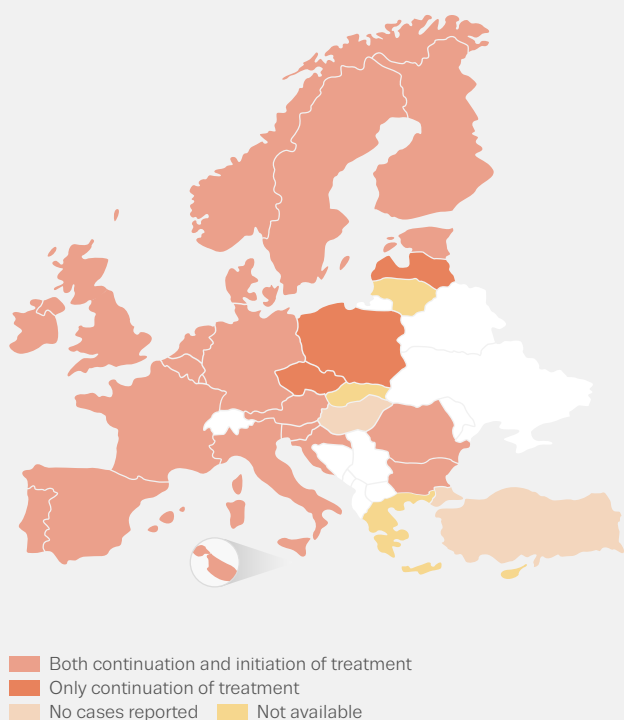 Both continuation and initiation of treatment
Only continuation of treatment
No cases reported Not available